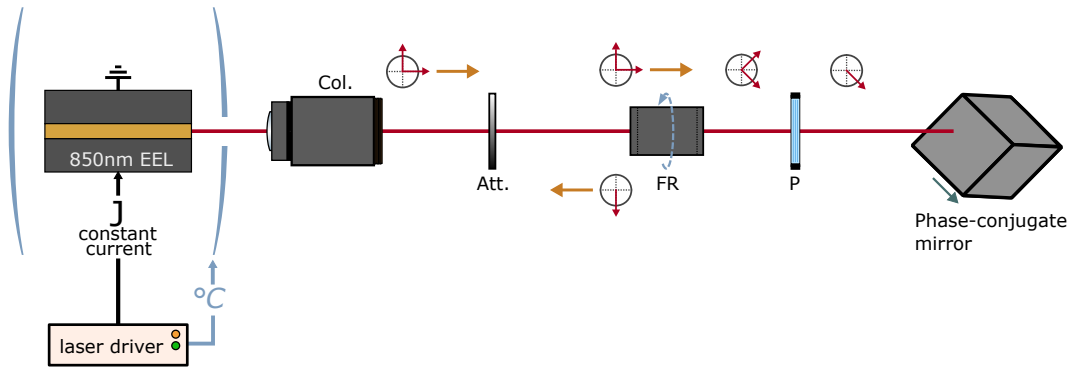 Col.
850nm EEL
Att.
FR
P
J
constant
current
Phase-conjugate
mirror
°C
laser driver